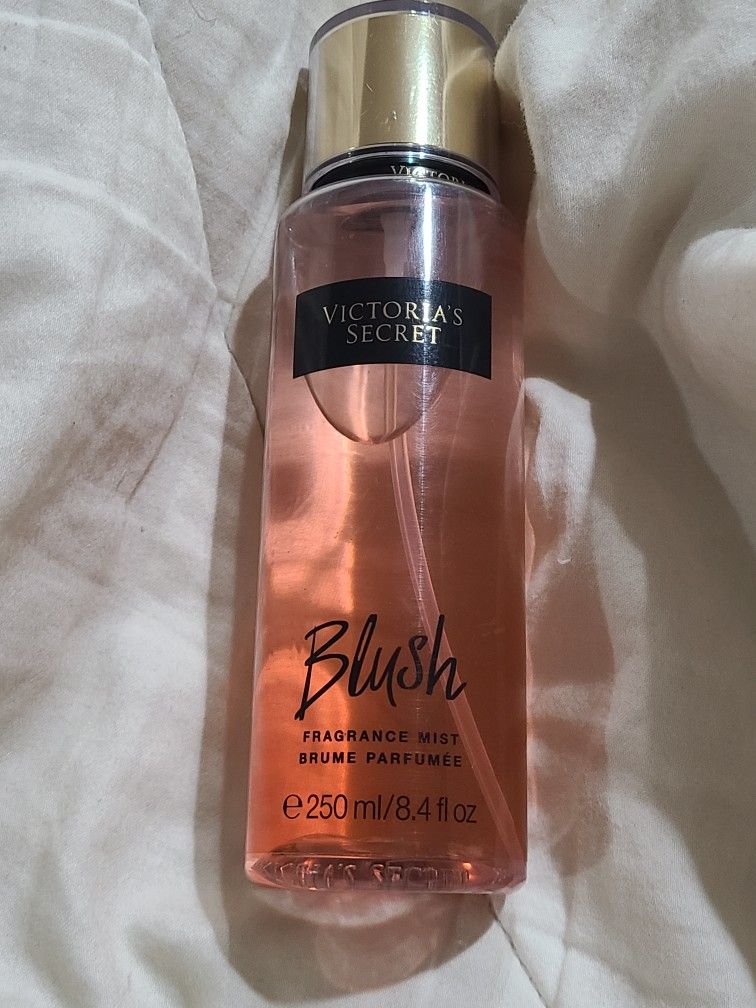 VICTORIA'S
SECRET
Blush
FRAGRANCE MIST
BRUME PARFUMÉE
℮250 ml/8.4 fl oz